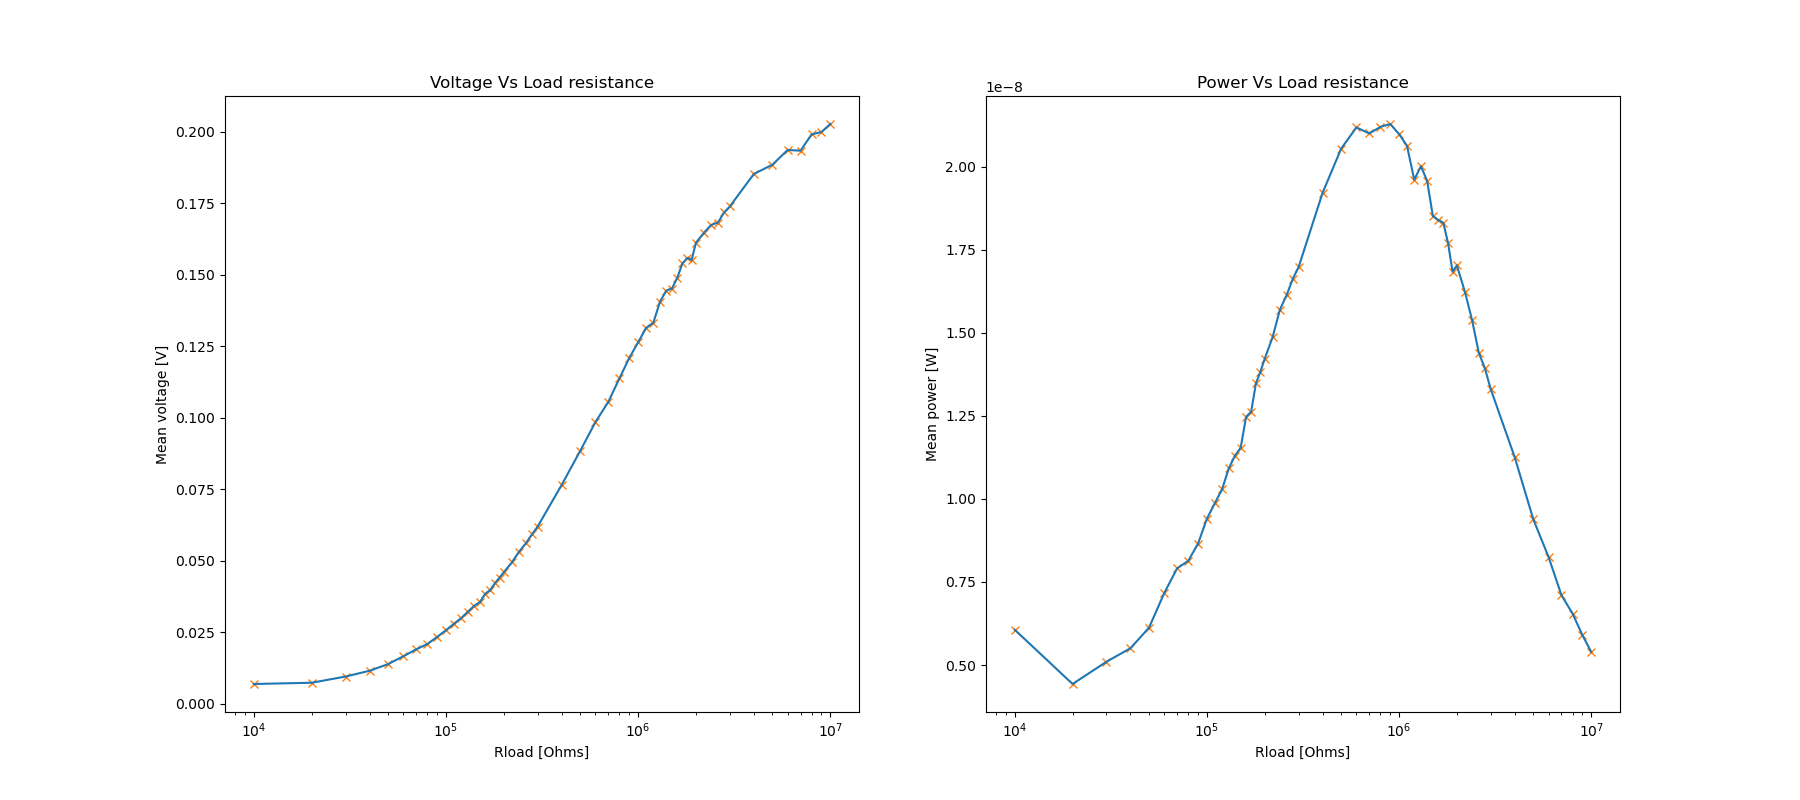 Voltage Vs Load resistance
0.200
0.175
0.150
0.125
0.100
0.075
0.050
0.025
0.000
Mean voltage [V]
10⁴ 10⁵ 10⁶ 10⁷
Rload [Ohms]
Power Vs Load resistance
1e−8
2.00
1.75
1.50
1.25
1.00
0.75
0.50
Mean power [W]
10⁴ 10⁵ 10⁶ 10⁷
Rload [Ohms]